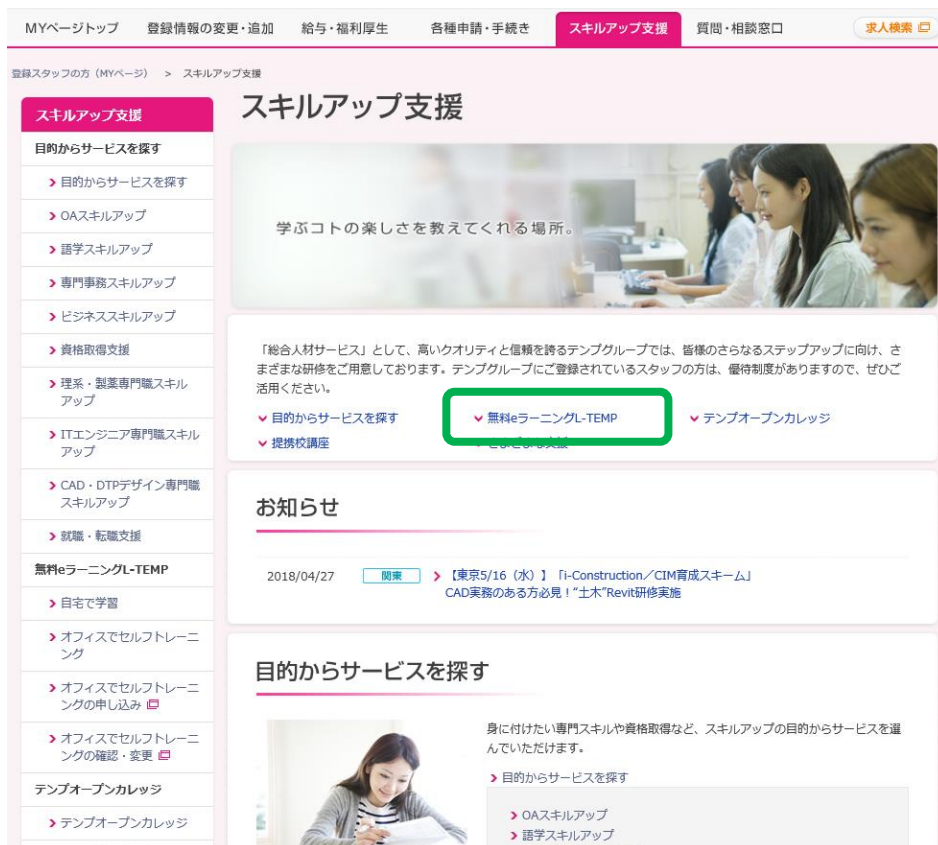 MYページトップ 登録情報の変更・追加 給与・福利厚生 各種申請・手続き スキルアップ支援 質問・相談窓口 求人検索
登録スタッフの方（MYページ） > スキルアップ支援
スキルアップ支援
目的からサービスを探す
目的からサービスを探す
OAスキルアップ
語学スキルアップ
専門事務スキルアップ
ビジネススキルアップ
資格取得支援
理系・製薬専門職スキル
アップ
ITエンジニア専門職スキル
アップ
CAD・DTPデザイン専門職
スキルアップ
就職・転職支援
無料eラーニングL-TEMP
自宅で学習
オフィスでセルフトレーニ
ング
オフィスでセルフトレーニ
ングの申し込み
オフィスでセルフトレーニ
ングの確認・変更
テンプオープンカレッジ
テンプオープンカレッジ
スキルアップ支援
学ぶコトの楽しさを教えてくれる場所。
「総合人材サービス」として、高いクオリティと信頼を誇るテンプグループでは、皆様のさらなるステップアップに向け、さ
まざまな研修をご用意しております。テンプグループにご登録されているスタッフの方は、優待制度がありますので、ぜひご
活用ください。
目的からサービスを探す 無料eラーニングL-TEMP テンプオープンカレッジ
提携校講座 さまざまな支援
お知らせ
2018/04/27 関東 【東京5/16（水）】「i-Construction／CIM育成スキーム」
CAD実務のある方必見！“土木”Revit研修実施
目的からサービスを探す
身に付けたい専門スキルや資格取得など、スキルアップの目的からサービスを選
んでいただけます。
目的からサービスを探す
OAスキルアップ
語学スキルアップ